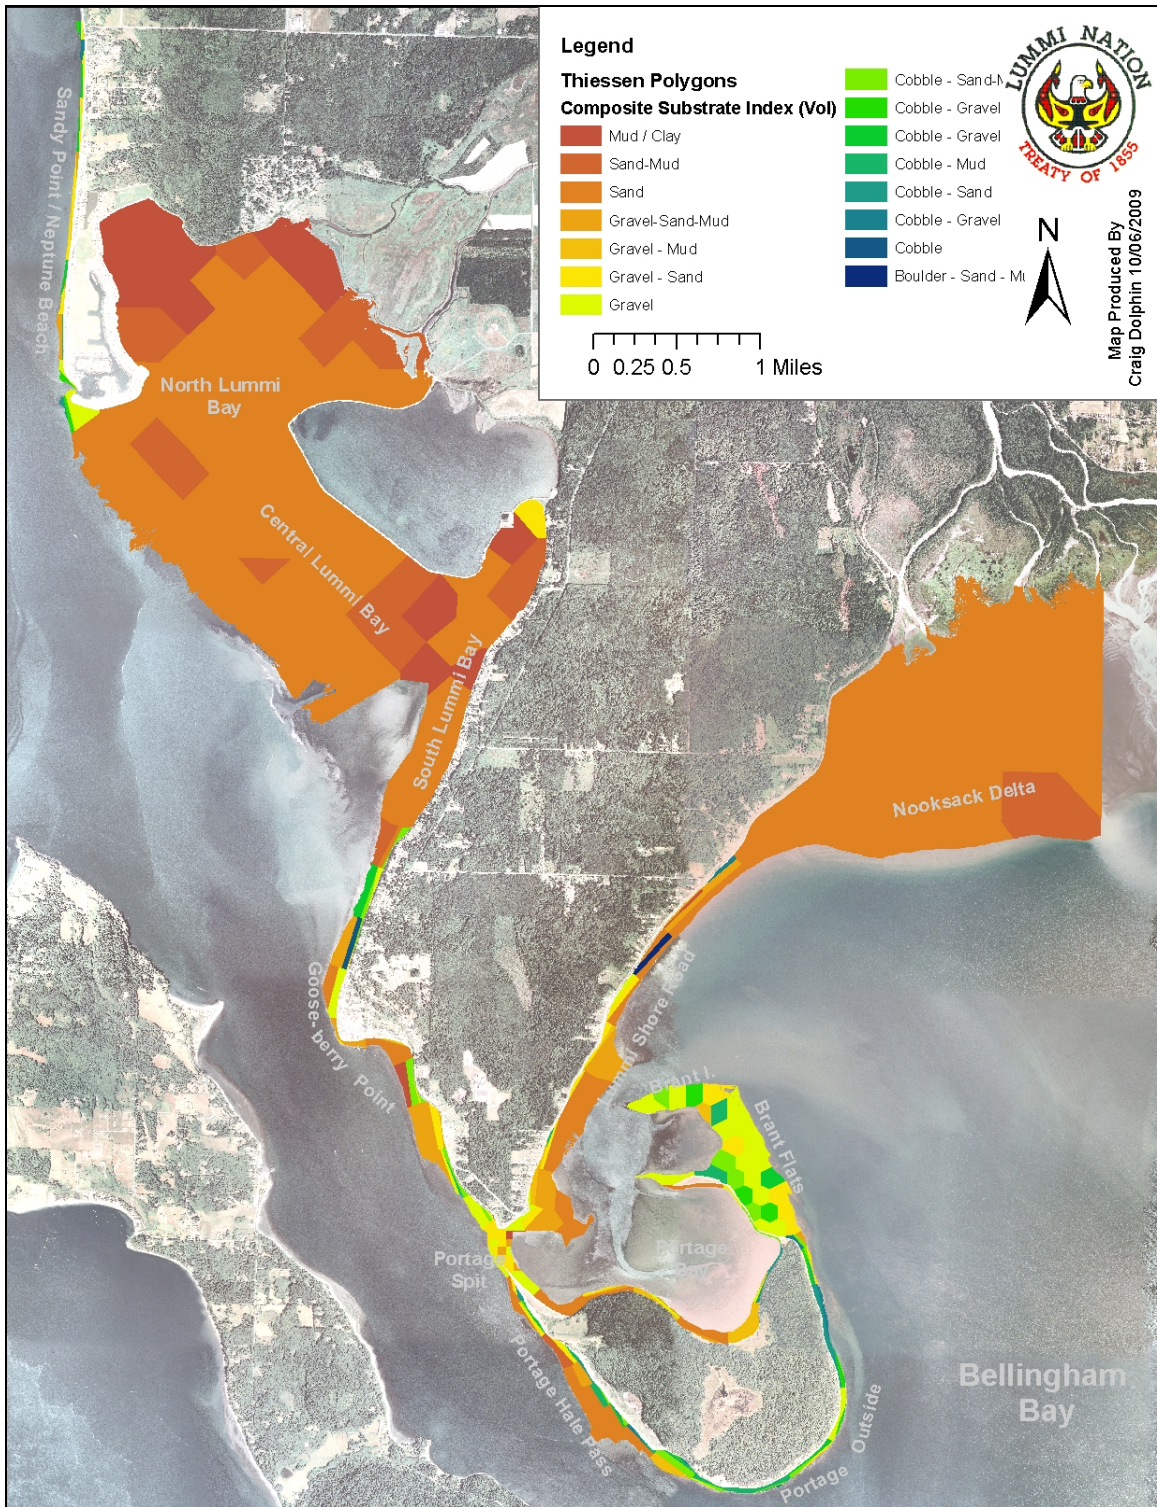 Legend
Thiessen Polygons
Composite Substrate Index (Vol)
Mud / Clay
Sand-Mud
Sand
Gravel-Sand-Mud
Gravel - Mud
Gravel - Sand
Gravel
Cobble - Sand-M
Cobble - Gravel
Cobble - Gravel
Cobble - Mud
Cobble - Sand
Cobble - Gravel
Cobble
Boulder - Sand - Mu
0 0.25 0.5 1 Miles
LUMMI NATION
TREATY OF 1855
N
Map Produced By
Craig Dolphin 10/06/2009
Sandy Point / Neptune Beach
North Lummi
Bay
Central Lummi Bay
South Lummi Bay
Nooksack Delta
Goose-berry Point
Lummi Shore Road
Brant I.
Brant Flats
Portage
Spit
Portage
Bay
Portage Hale Pass
Portage Outside
Bellingham
Bay